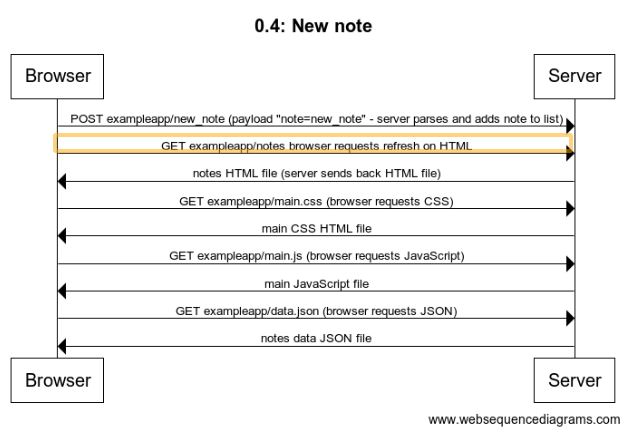 0.4: New note
Browser
Server
POST exampleapp/new_note (payload "note=new_note" - server parses and adds note to list)
GET exampleapp/notes browser requests refresh on HTML
notes HTML file (server sends back HTML file)
GET exampleapp/main.css (browser requests CSS)
main CSS HTML file
GET exampleapp/main.js (browser requests JavaScript)
main JavaScript file
GET exampleapp/data.json (browser requests JSON)
notes data JSON file
Browser
Server
www.websequencediagrams.com